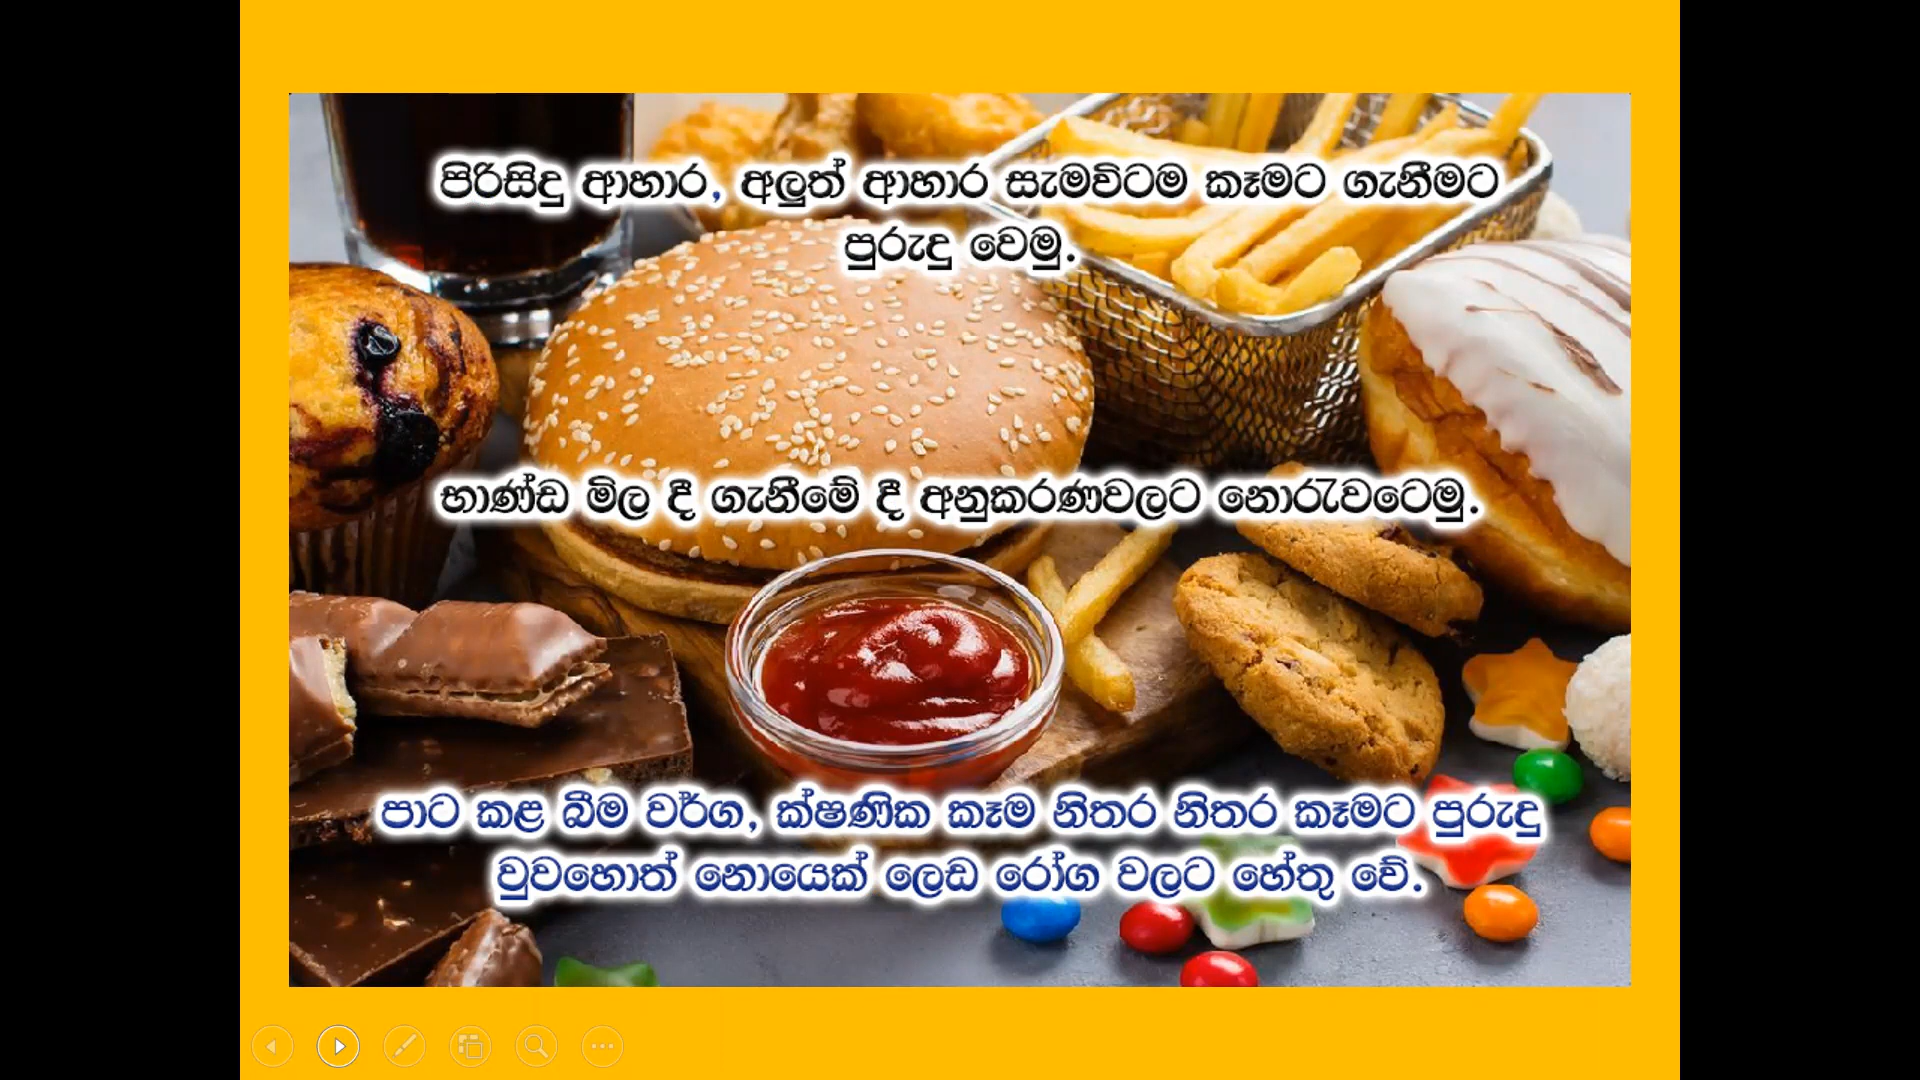 පිරිසිදු ආහාර, අලුත් ආහාර සැමවිටම කෑමට ගැනීමට
පුරුදු වෙමු.
භාණ්ඩ මිල දී ගැනීමේ දී අනුකරණවලට නොරැවටෙමු.
පාට කළ බීම වර්ග, ක්ෂණික කෑම නිතර නිතර කෑමට පුරුදු
වුවහොත් නොයෙක් ලෙඩ රෝග වලට හේතු වේ.